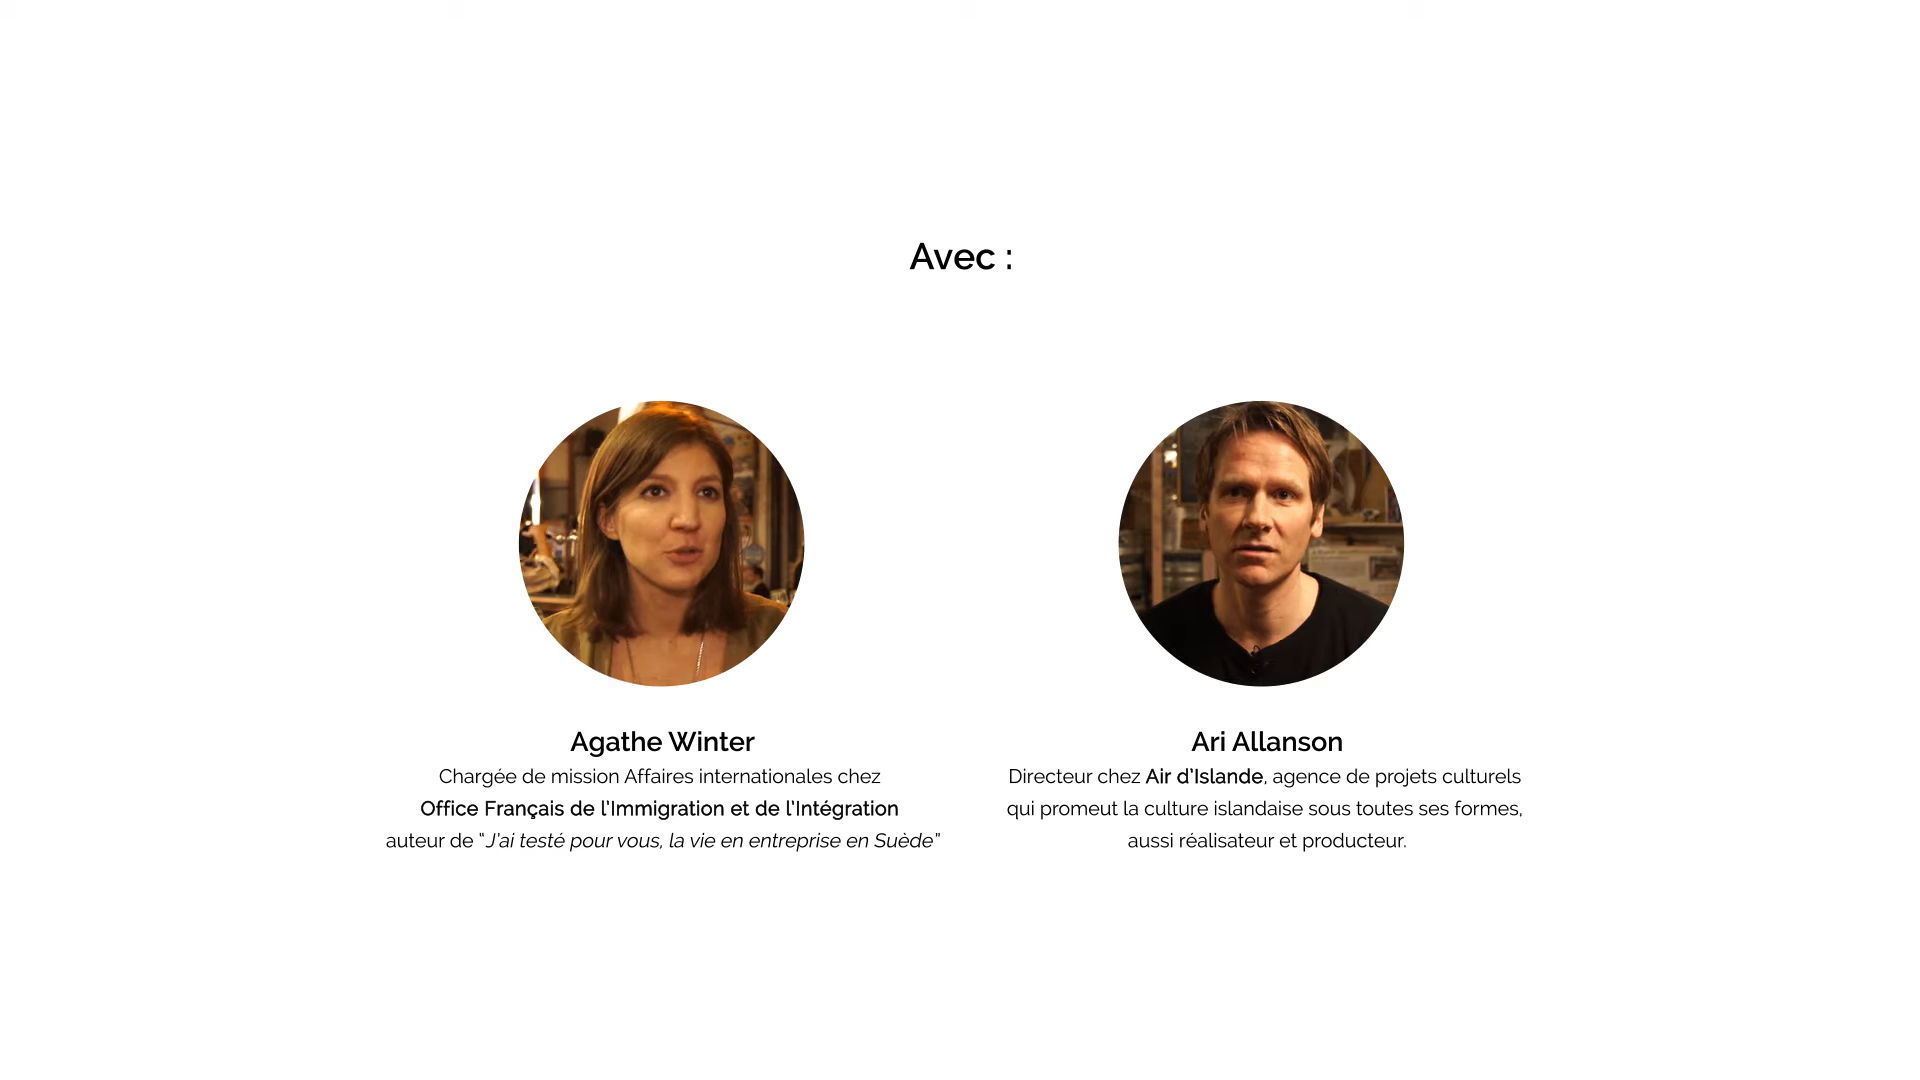 Avec :
Agathe Winter
Chargée de mission Affaires internationales chez
Office Français de l'Immigration et de l'Intégration
auteur de “J'ai testé pour vous, la vie en entreprise en Suède”
Ari Allanson
Directeur chez Air d'Islande, agence de projets culturels
qui promeut la culture islandaise sous toutes ses formes,
aussi réalisateur et producteur.